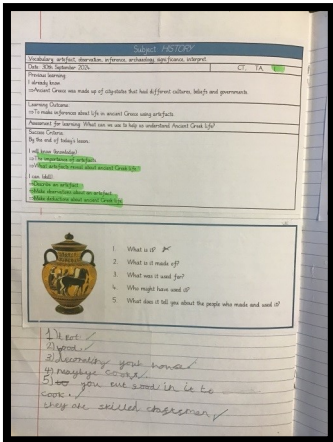 Subject: HISTORY
Vocabulary: artefact, observation, inference, archaeology, significance, interpret
Date: 30th September 2024 CT, TA
Previous learning
I already know:
Ancient Greece was made up of city-states that had different cultures, beliefs and governments.
Learning Outcome
To make inferences about life in ancient Greece using artefacts
Assessment for learning: What can we use to help us understand Ancient Greek life?
Success Criteria
By the end of today's lesson:
I will know (knowledge)
The importance of artefacts
What artefacts reveal about ancient Greek life
I can (skill):
Describe an artefact
Make observations about an artefact
Make deductions about ancient Greek life
1. What is it?
2. What is it made of?
3. What was it used for?
4. Who might have used it?
5. What does it tell you about the people who made and used it?
1) it pot
2)
3) decorating your house
4) maybye
5) you put food in it to
cook.
they are skilled